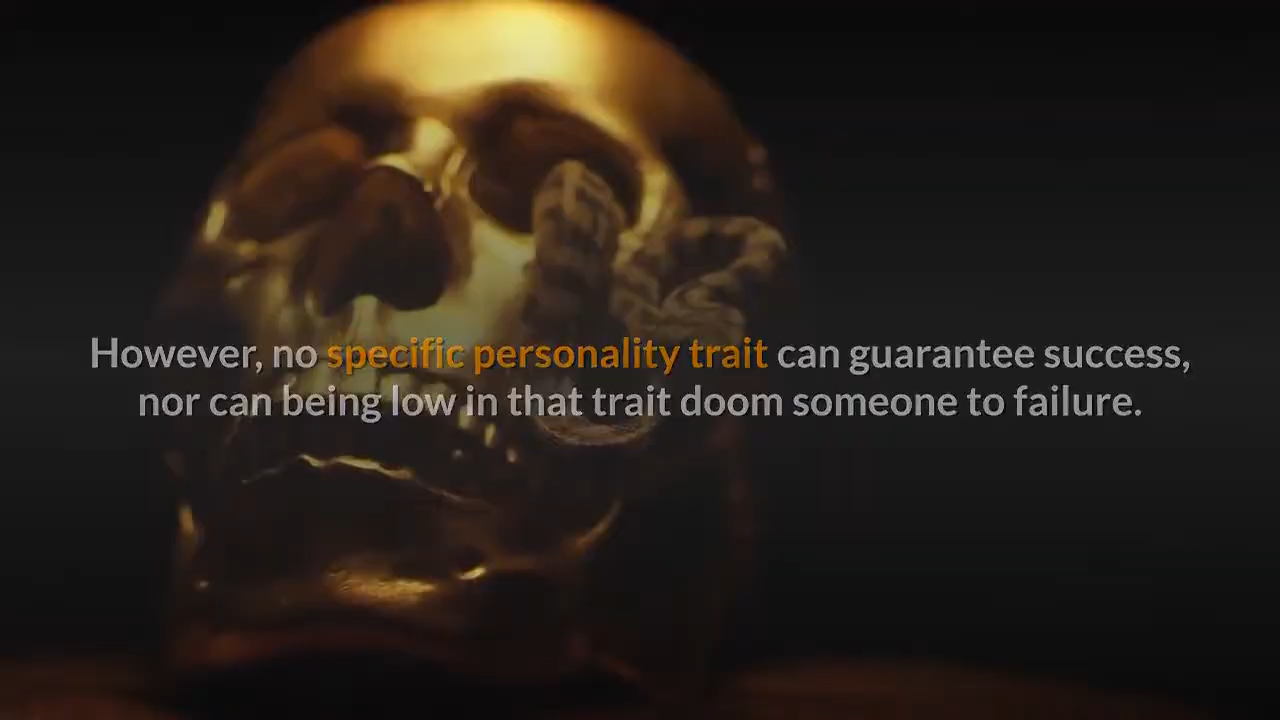 However, no specific personality trait can guarantee success,
nor can being low in that trait doom someone to failure.